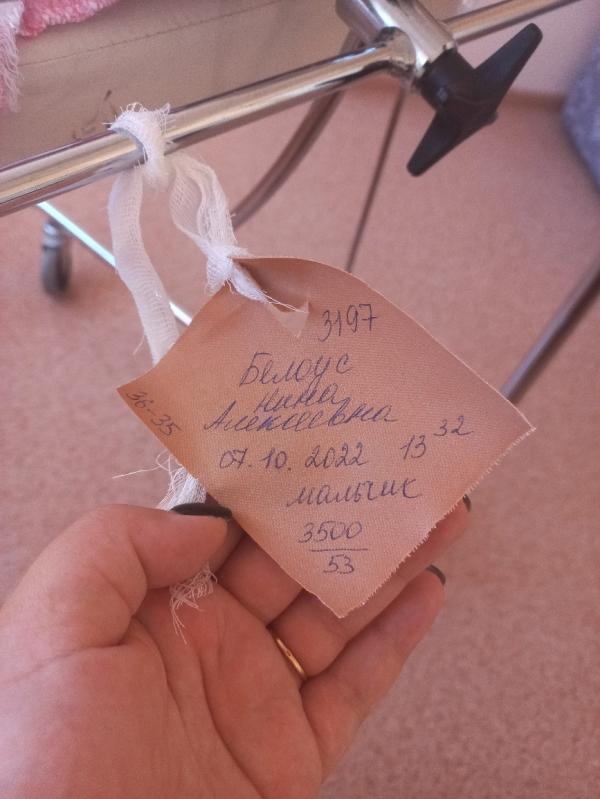 3197
Белоус
Нина
Алексеевна
07.10.2022 13 32
мальчик
3500
53
36-35